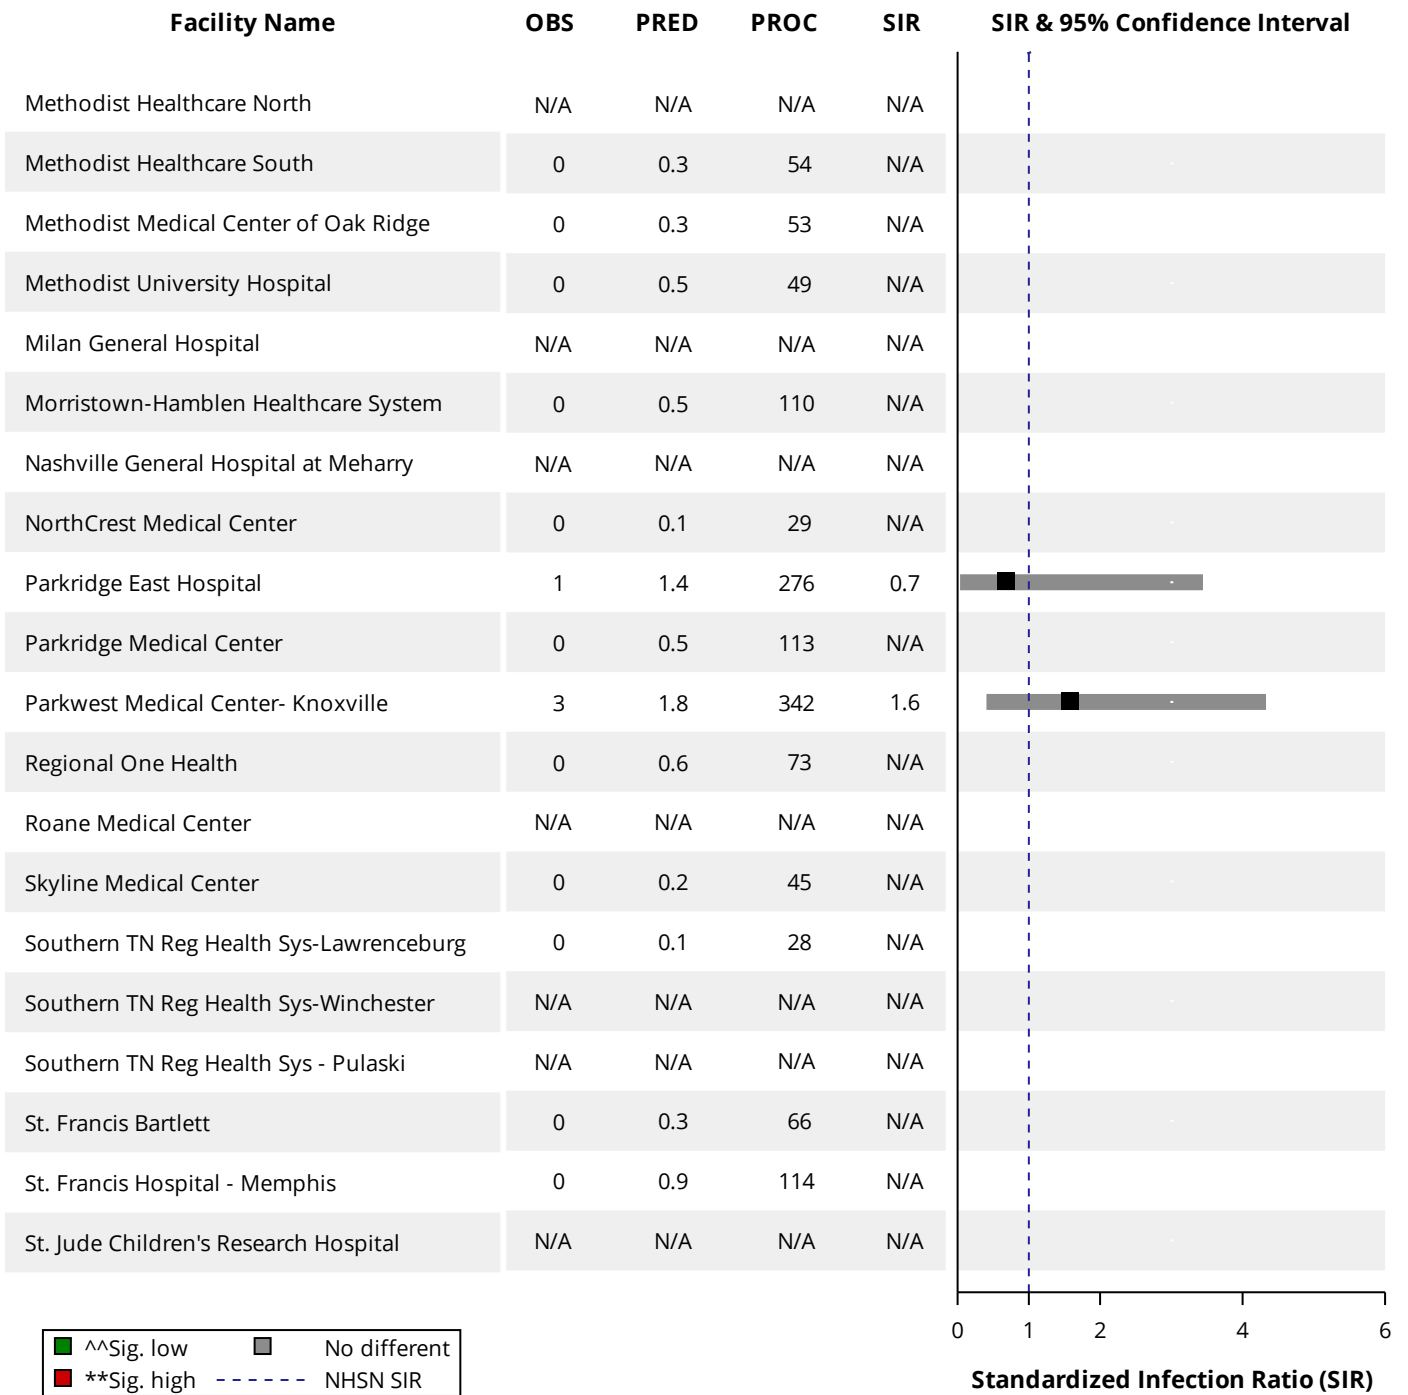 Facility Name OBS PRED PROC SIR SIR & 95% Confidence Interval
Methodist Healthcare North N/A N/A N/A N/A
Methodist Healthcare South 0 0.3 54 N/A
Methodist Medical Center of Oak Ridge 0 0.3 53 N/A
Methodist University Hospital 0 0.5 49 N/A
Milan General Hospital N/A N/A N/A N/A
Morristown-Hamblen Healthcare System 0 0.5 110 N/A
Nashville General Hospital at Meharry N/A N/A N/A N/A
NorthCrest Medical Center 0 0.1 29 N/A
Parkridge East Hospital 1 1.4 276 0.7
Parkridge Medical Center 0 0.5 113 N/A
Parkwest Medical Center- Knoxville 3 1.8 342 1.6
Regional One Health 0 0.6 73 N/A
Roane Medical Center N/A N/A N/A N/A
Skyline Medical Center 0 0.2 45 N/A
Southern TN Reg Health Sys-Lawrenceburg 0 0.1 28 N/A
Southern TN Reg Health Sys-Winchester N/A N/A N/A N/A
Southern TN Reg Health Sys - Pulaski N/A N/A N/A N/A
St. Francis Bartlett 0 0.3 66 N/A
St. Francis Hospital - Memphis 0 0.9 114 N/A
St. Jude Children's Research Hospital N/A N/A N/A N/A
0 1 2 4 6
Standardized Infection Ratio (SIR)
^^Sig. low No different
**Sig. high NHSN SIR